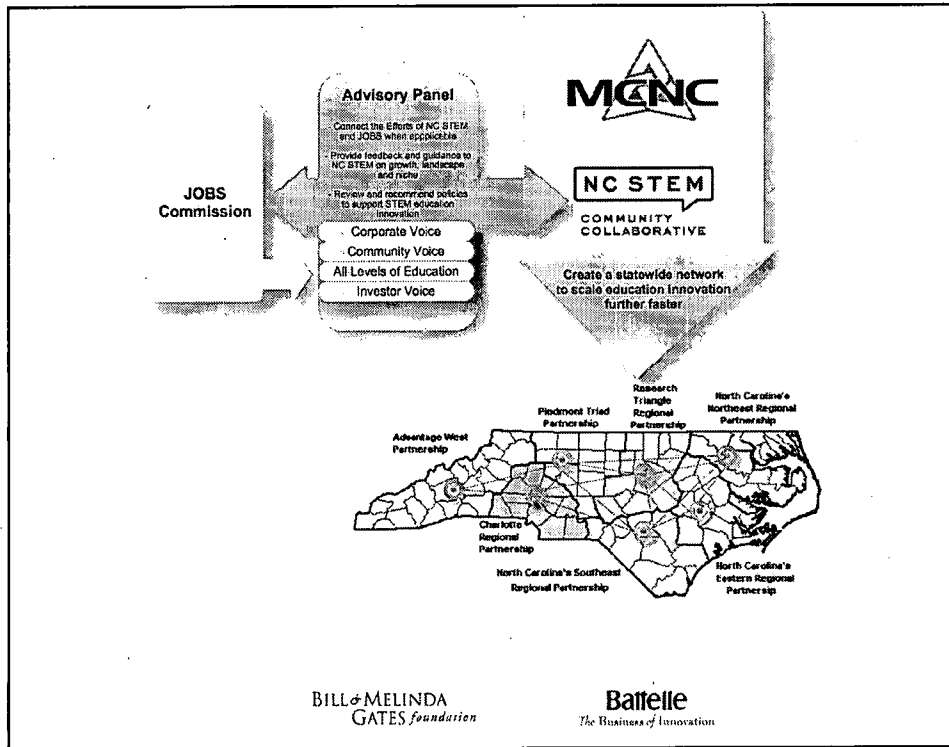 Advisory Panel
- Connect the Efforts of NC STEM
and JOBS when appplicable
- Provide feedback and guidance to
NC STEM on growth, landscape
and niche
- Review and recommend policies
to support STEM education
innovation
Corporate Voice
Community Voice
All Levels of Education
Investor Voice
JOBS
Commission
MCNC
NC STEM
COMMUNITY
COLLABORATIVE
Create a statewide network
to scale education innovation
further faster
Advantage West
Partnership
Piedmont Triad
Partnership
Research
Triangle
Regional
Partnership
North Carolina's
Northeast Regional
Partnership
Charlotte
Regional
Partnership
North Carolina's Southeast
Regional Partnership
North Carolina's
Eastern Regional
Partnersip
BILL & MELINDA
GATES foundation
Battelle
The Business of Innovation